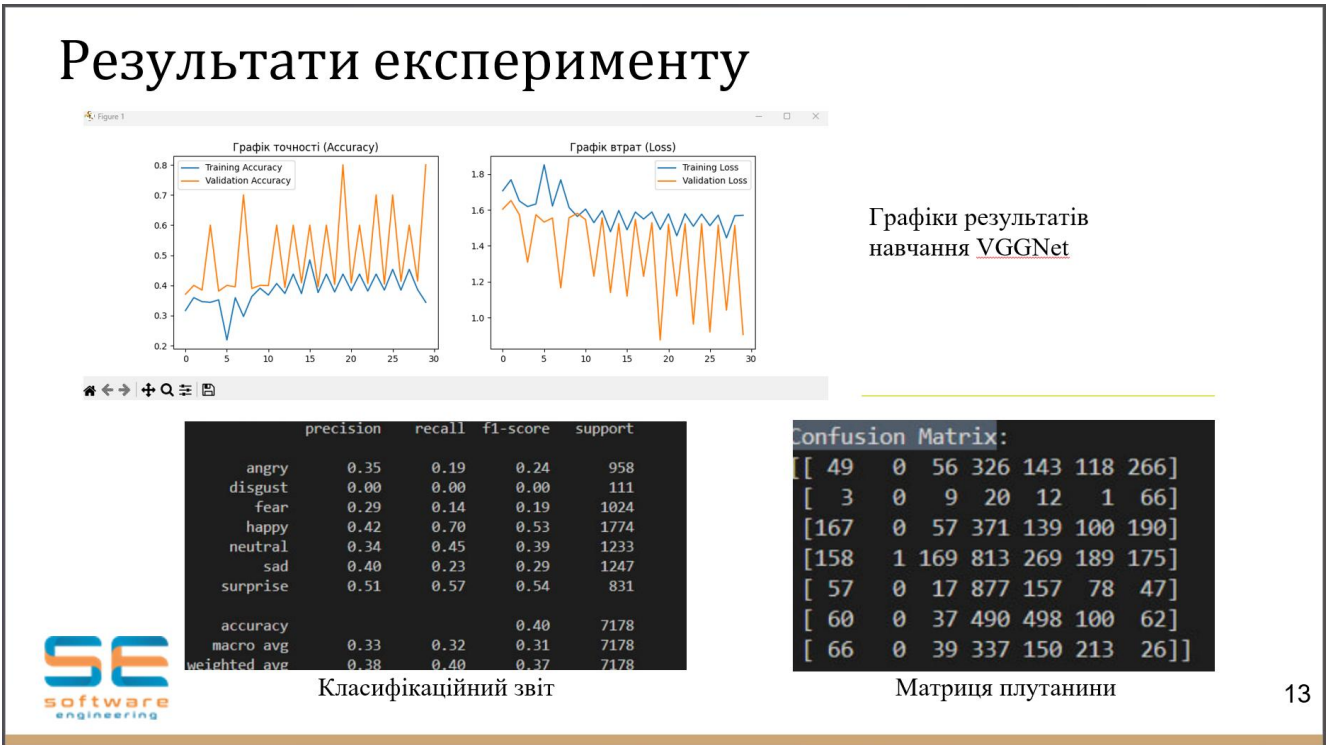 Результати експерименту
Figure 1
Графік точності (Accuracy)
Training Accuracy
Validation Accuracy
0.8
0.7
0.6
0.5
0.4
0.3
0.2
0 5 10 15 20 25 30
Графік втрат (Loss)
Training Loss
Validation Loss
1.8
1.6
1.4
1.2
1.0
0 5 10 15 20 25 30
Графіки результатів
навчання VGGNet
precision recall f1-score support
angry 0.35 0.19 0.24 958
disgust 0.00 0.00 0.00 111
fear 0.29 0.14 0.19 1024
happy 0.42 0.70 0.53 1774
neutral 0.34 0.45 0.39 1233
sad 0.40 0.23 0.29 1247
surprise 0.51 0.57 0.54 831
accuracy 0.40 7178
macro avg 0.33 0.32 0.31 7178
weighted avg 0.38 0.40 0.37 7178
Класифікаційний звіт
Confusion Matrix:
[[ 49 0 56 326 143 118 266]
[ 3 0 9 20 12 1 66]
[167 0 57 371 139 100 190]
[158 1 169 813 269 189 175]
[ 57 0 17 877 157 78 47]
[ 60 0 37 490 498 100 62]
[ 66 0 39 337 150 213 26]]
Матриця плутанини
SE
software
engineering
13